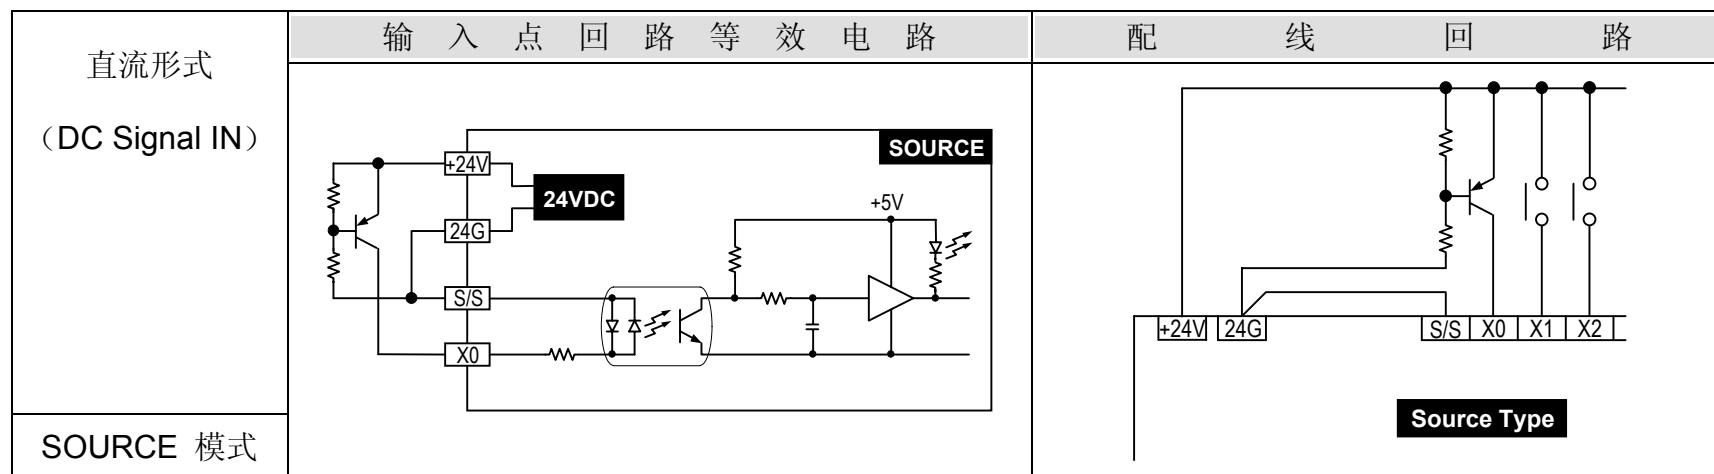 直流形式
（DC Signal IN）
SOURCE 模式
输入点回路等效电路
SOURCE
+24V
24VDC
24G
+5V
S/S
X0
配线回路
+24V 24G S/S X0 X1 X2
Source Type